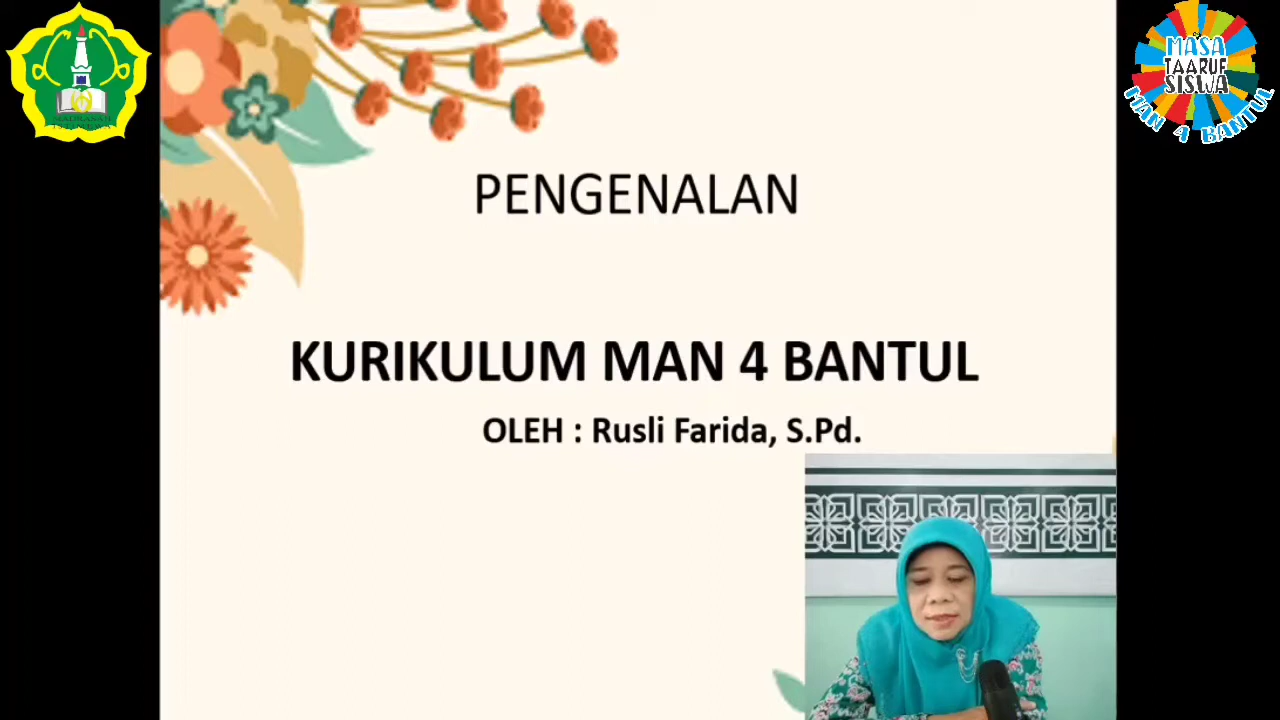 MASA
TAARUF
SISWA
MAN 4 BANTUL
PENGENALAN
KURIKULUM MAN 4 BANTUL
OLEH : Rusli Farida, S.Pd.